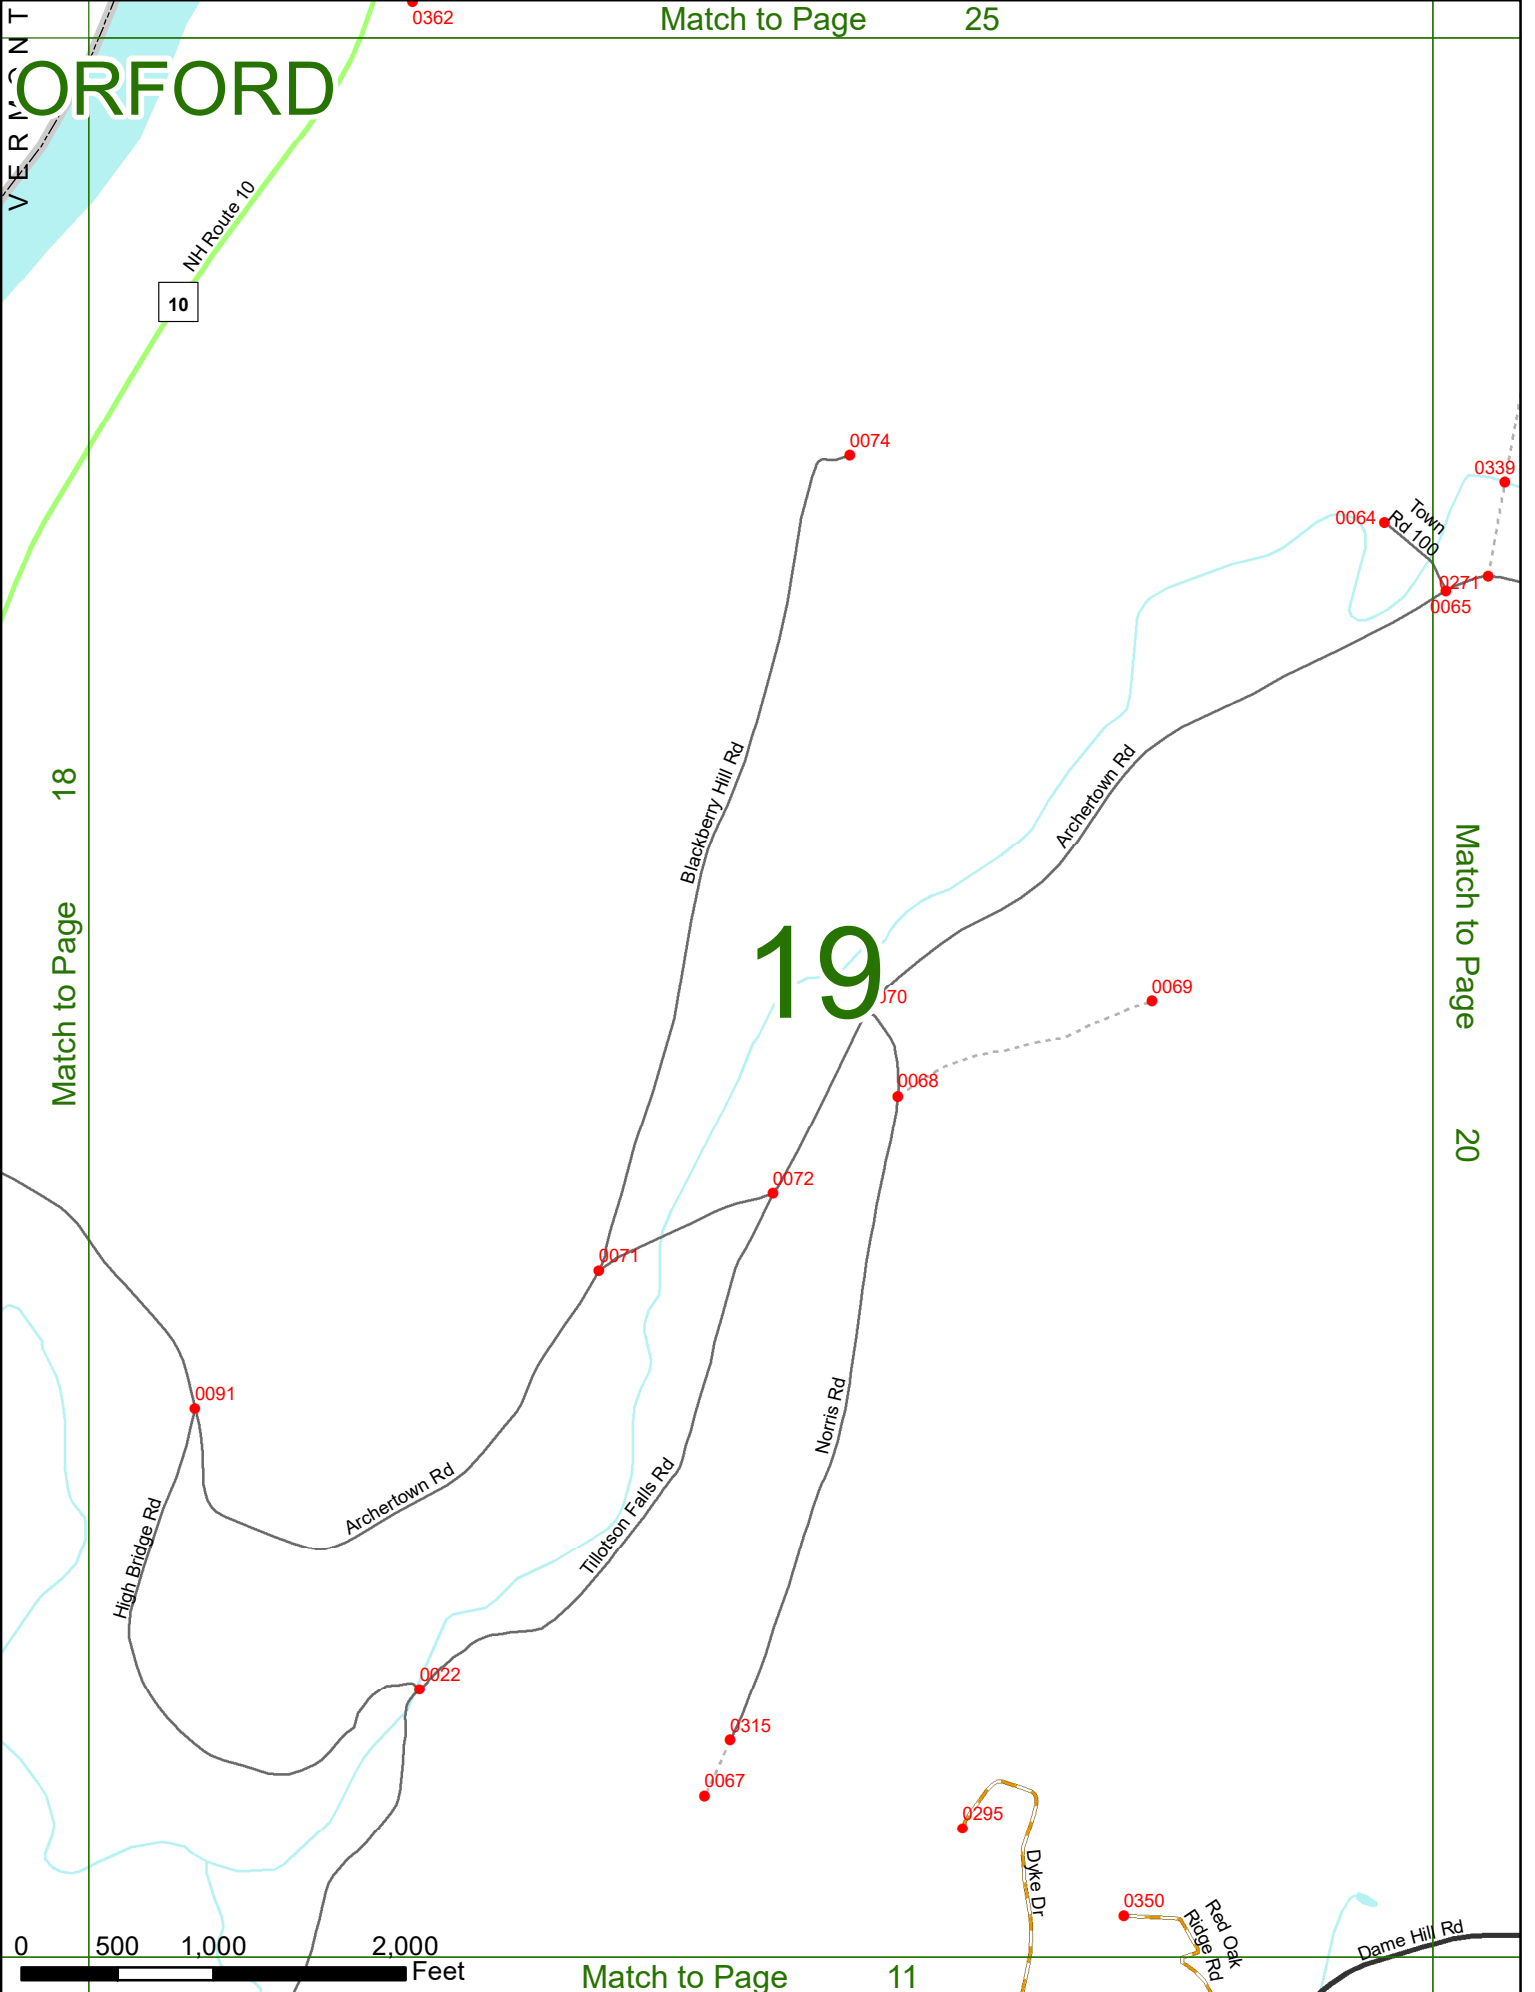 0362
Match to Page 25
VERMONT
ORFORD
NH Route 10
10
0074
0339
0064
Town
Rd 100
0271
0065
18
Match to Page
Blackberry Hill Rd
Archertown Rd
Match to Page
20
19
0069
0068
0072
0071
0091
Norris Rd
Archertown Rd
Tillotson Falls Rd
High Bridge Rd
0022
0315
0067
0295
Dyke Dr
0350
Red Oak
Ridge Rd
Dame Hill Rd
0 500 1,000 2,000
Feet
Match to Page 11